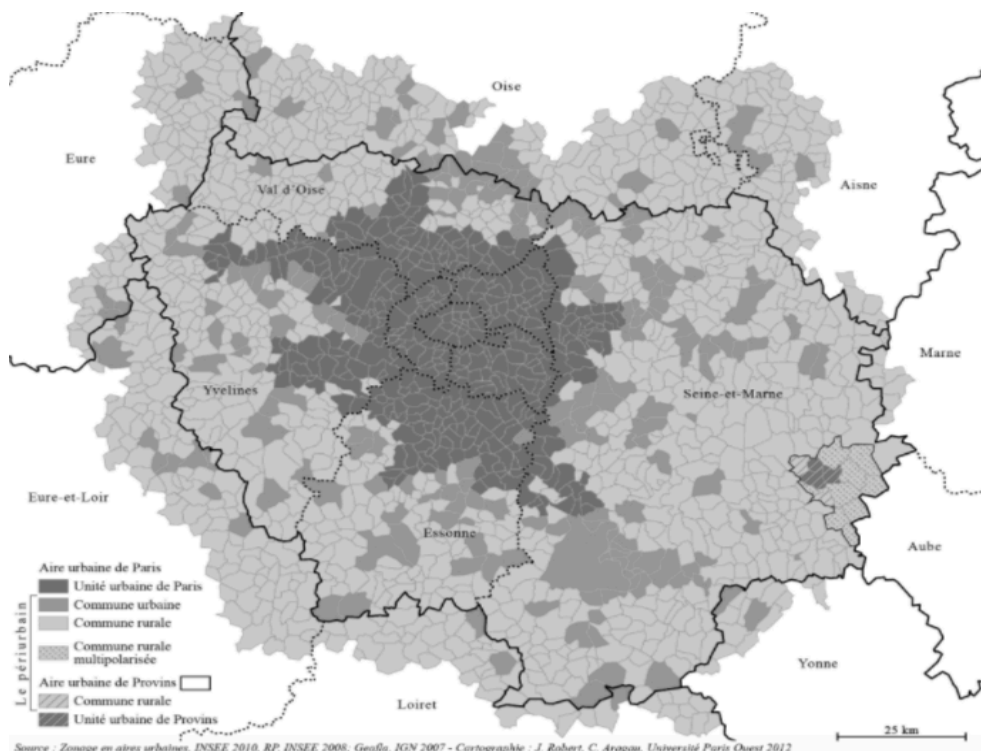 Oise
Eure
Val d'Oise
Aisne
Marne
Yvelines
Seine-et-Marne
Eure-et-Loir
Essonne
Aube
Yonne
Loiret
Aire urbaine de Paris
Unité urbaine de Paris
Commune urbaine
Commune rurale
Commune rurale
multipolarisée
Le périurbain
Aire urbaine de Provins
Commune rurale
Unité urbaine de Provins
25 km
Source : Zonage en aires urbaines, INSEE 2010, RP, INSEE 2008; Geofla, IGN 2007 - Cartographie : J. Robert, C. Aragau, Université Paris Ouest 2012